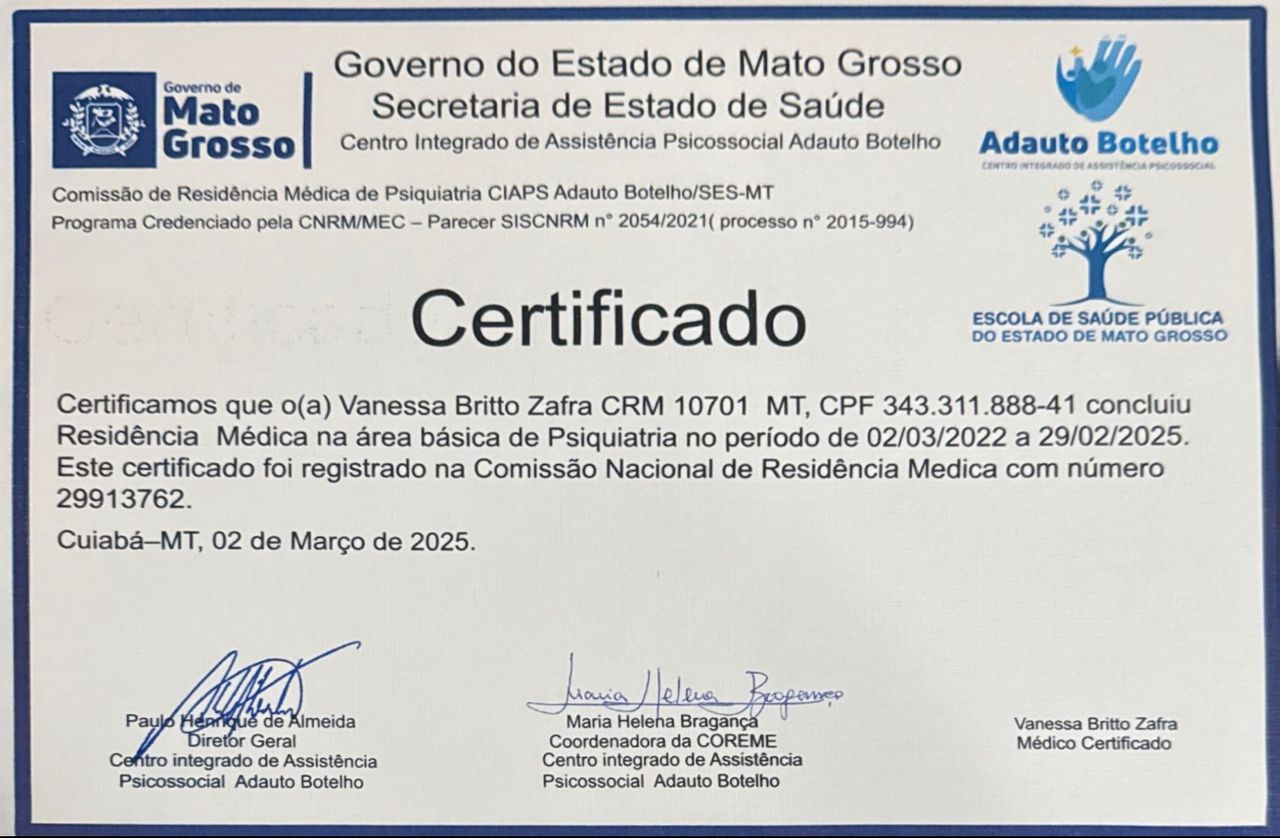 Governo de
Mato
Grosso
Governo do Estado de Mato Grosso
Secretaria de Estado de Saúde
Centro Integrado de Assistência Psicossocial Adauto Botelho
Adauto Botelho
CENTRO INTEGRADO DE ASSISTÊNCIA PSICOSSOCIAL
Comissão de Residência Médica de Psiquiatria CIAPS Adauto Botelho/SES-MT
Programa Credenciado pela CNRM/MEC – Parecer SISCNRM n° 2054/2021( processo n° 2015-994)
ESCOLA DE SAÚDE PÚBLICA
DO ESTADO DE MATO GROSSO
Certificado
Certificamos que o(a) Vanessa Britto Zafra CRM 10701 MT, CPF 343.311.888-41 concluiu
Residência Médica na área básica de Psiquiatria no período de 02/03/2022 a 29/02/2025.
Este certificado foi registrado na Comissão Nacional de Residência Medica com número
29913762.
Cuiabá–MT, 02 de Março de 2025.
Maria Helena Bragança
Paulo Henrique de Almeida
Diretor Geral
Centro integrado de Assistência
Psicossocial Adauto Botelho
Maria Helena Bragança
Coordenadora da COREME
Centro integrado de Assistência
Psicossocial Adauto Botelho
Vanessa Britto Zafra
Médico Certificado